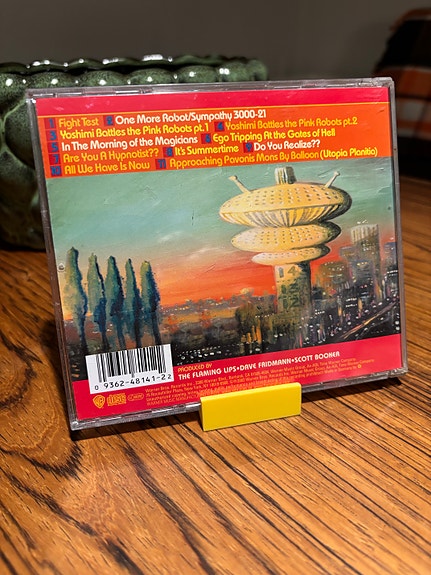 1 Fight Test 2 One More Robot/Sympathy 3000-21
3 Yoshimi Battles the Pink Robots pt.1 4 Yoshimi Battles the Pink Robots pt.2
5 In The Morning of the Magicians 6 Ego Tripping At the Gates of Hell
7 Are You A Hypnotist?? 8 It's Summertime 9 Do You Realize??
10 All We Have Is Now 11 Approaching Pavonis Mons By Balloon (Utopia Planitia)
PRODUCED BY
THE FLAMING LIPS•DAVE FRIDMANN•SCOTT BOOKER
0 9362-48141-22
WB